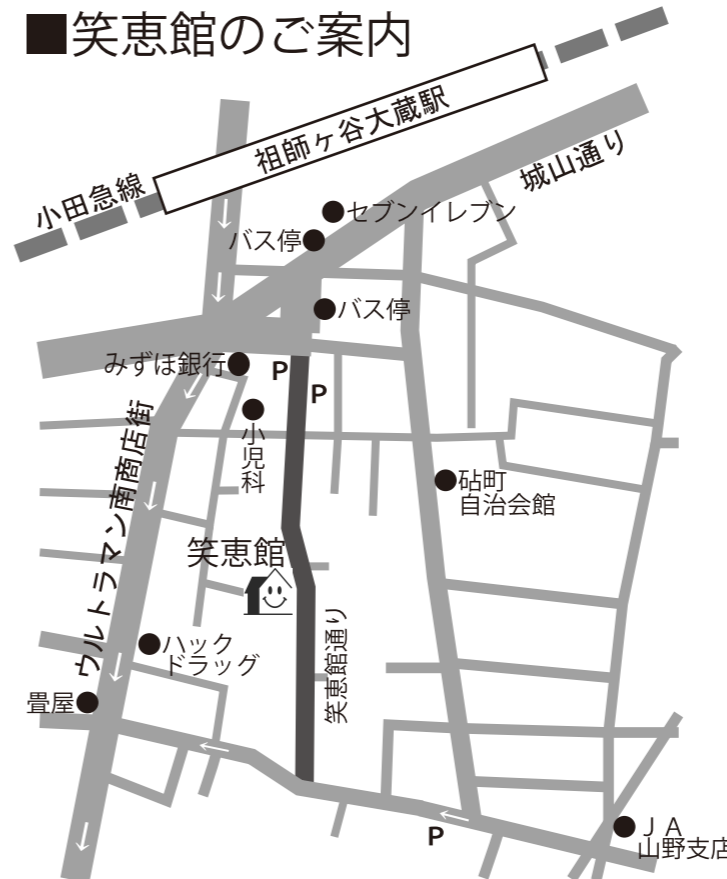 ■笑恵館のご案内
祖師ヶ谷大蔵駅
小田急線
城山通り
セブンイレブン
バス停
バス停
みずほ銀行
P
P
小児科
ウルトラマン南商店街
砧町
自治会館
笑恵館
笑恵館通り
ハック
ドラッグ
畳屋
P
ＪＡ
山野支店